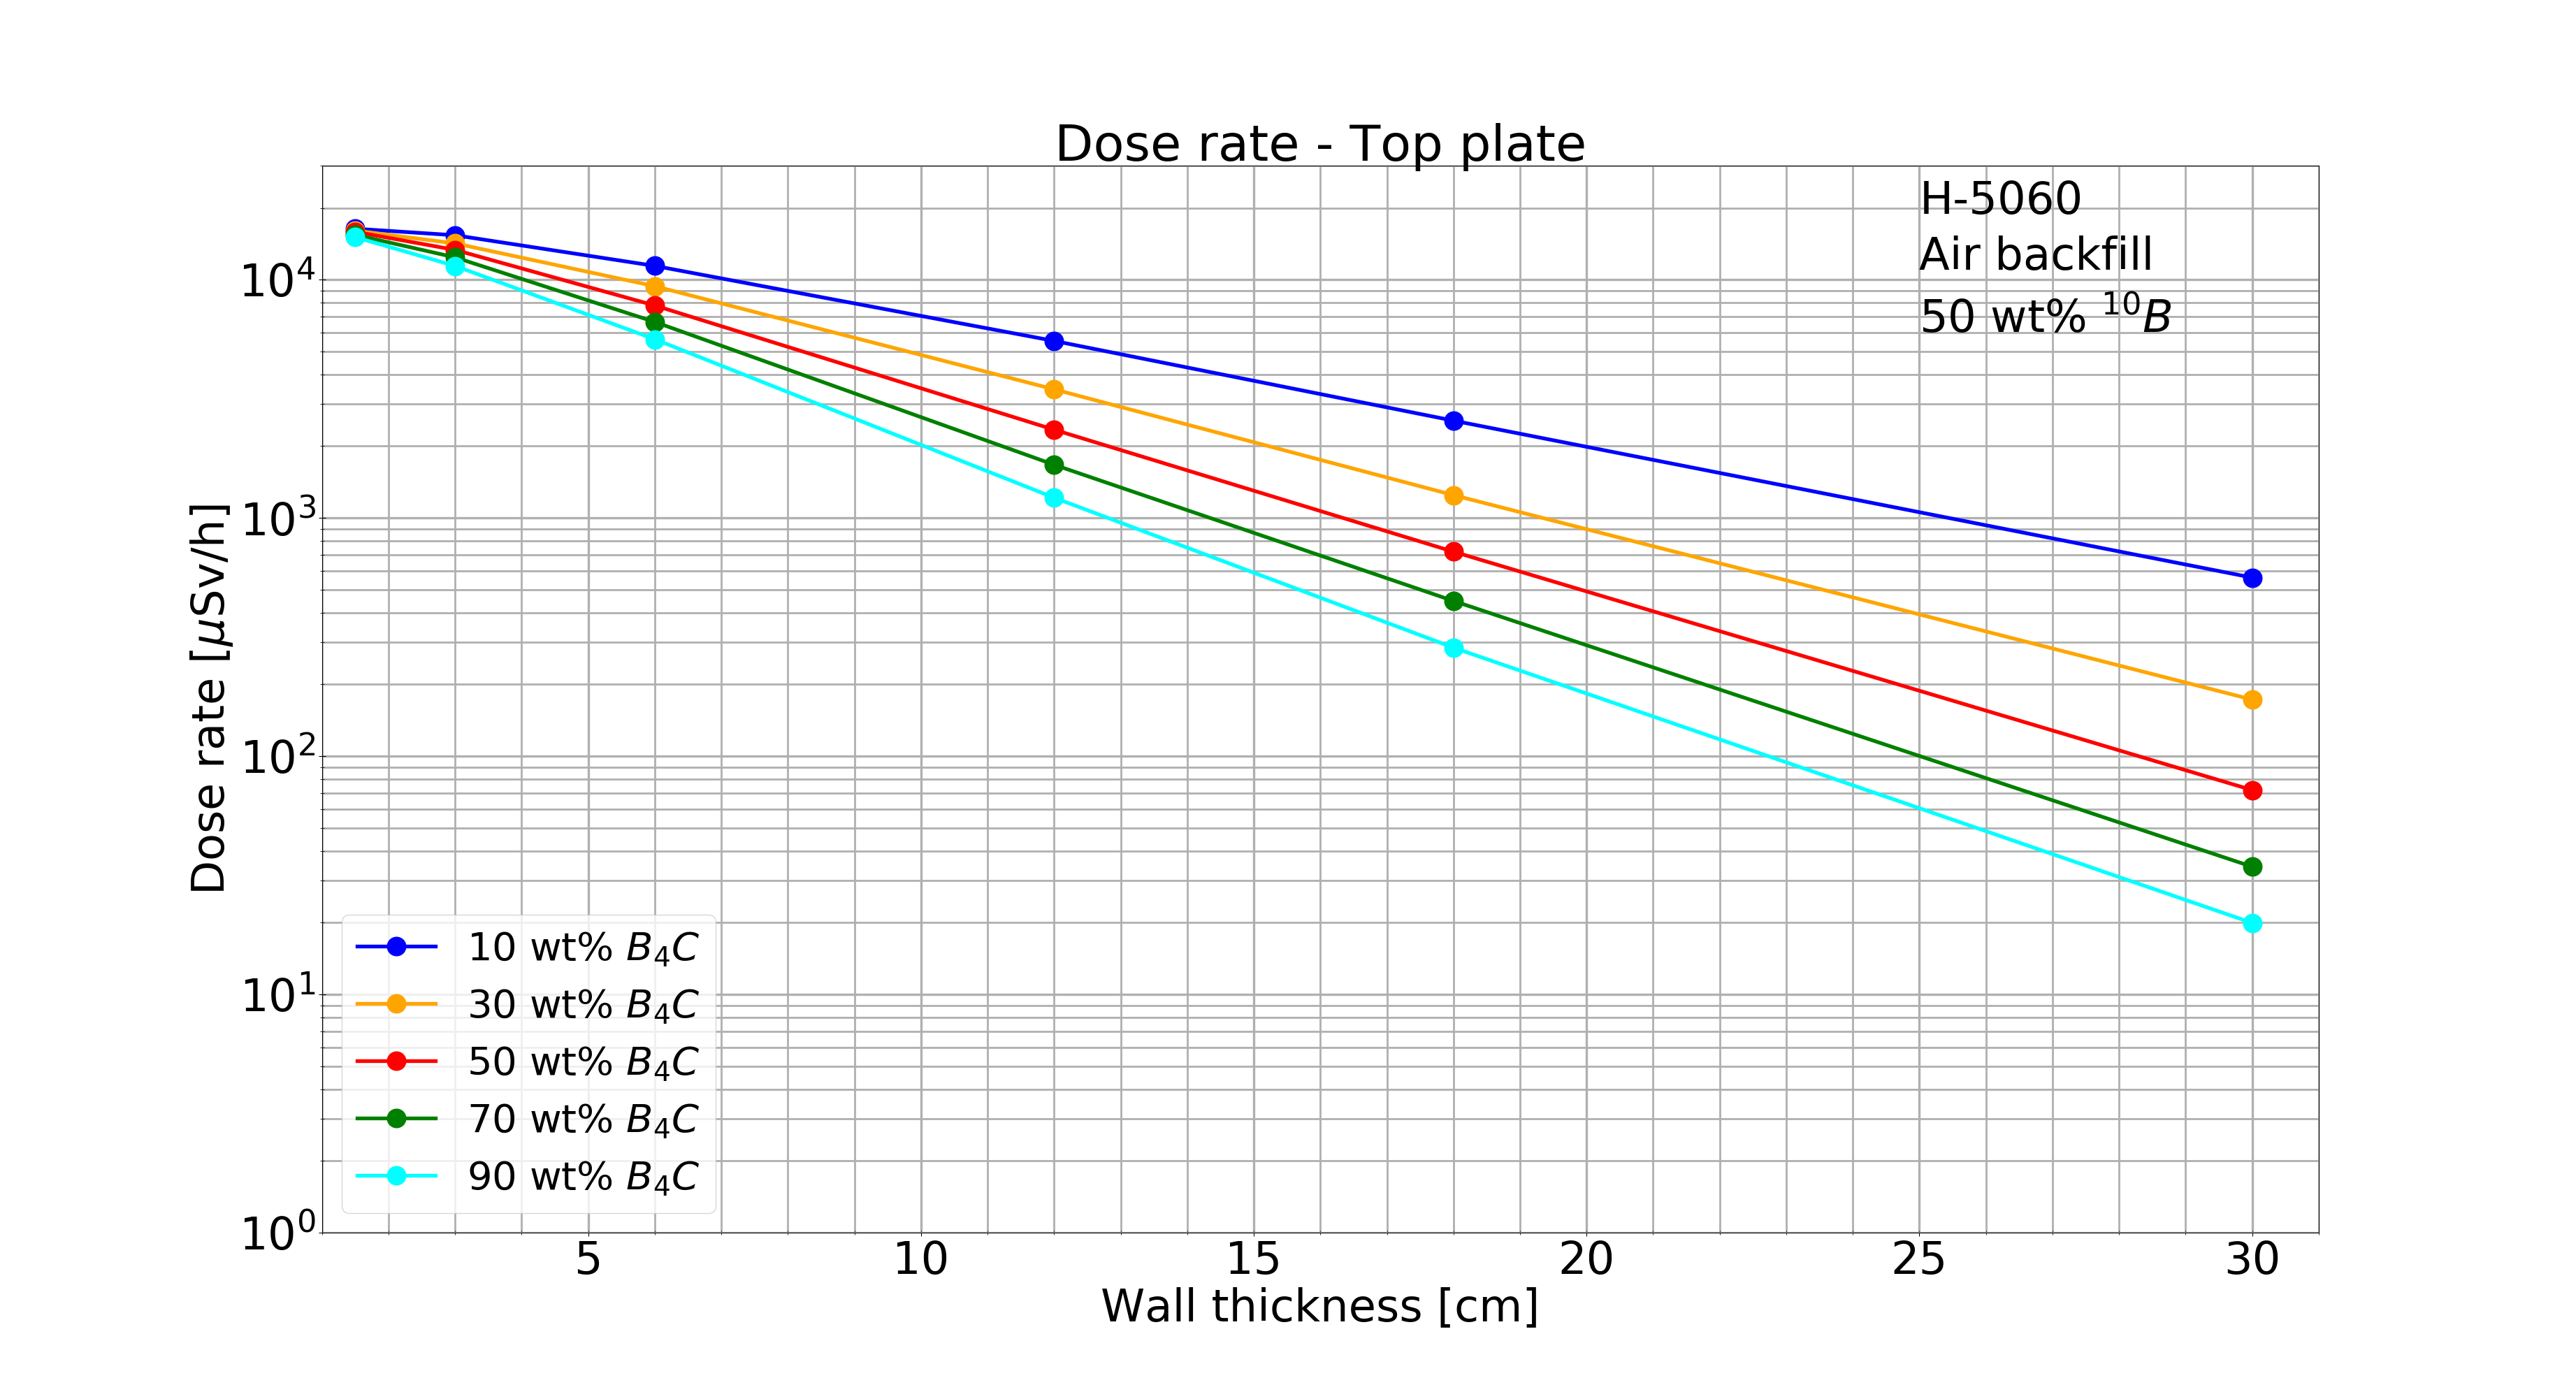 Dose rate - Top plate
H-5060
Air backfill
50 wt% ¹⁰B
Dose rate [μSv/h]
10⁴
10³
10²
10¹
10⁰
10 wt% B₄C
30 wt% B₄C
50 wt% B₄C
70 wt% B₄C
90 wt% B₄C
5 10 15 20 25 30
Wall thickness [cm]